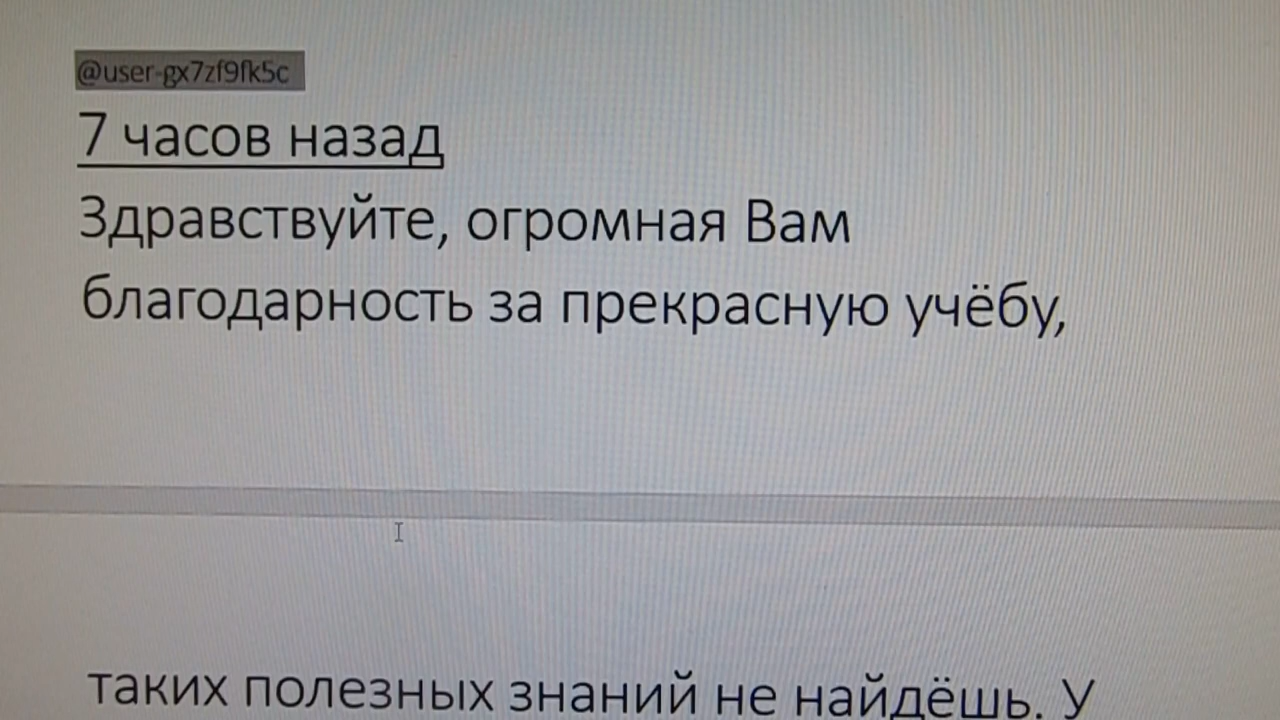 @user-gx7zf9fk5c
7 часов назад
Здравствуйте, огромная Вам
благодарность за прекрасную учёбу,
таких полезных знаний не найдёшь. У